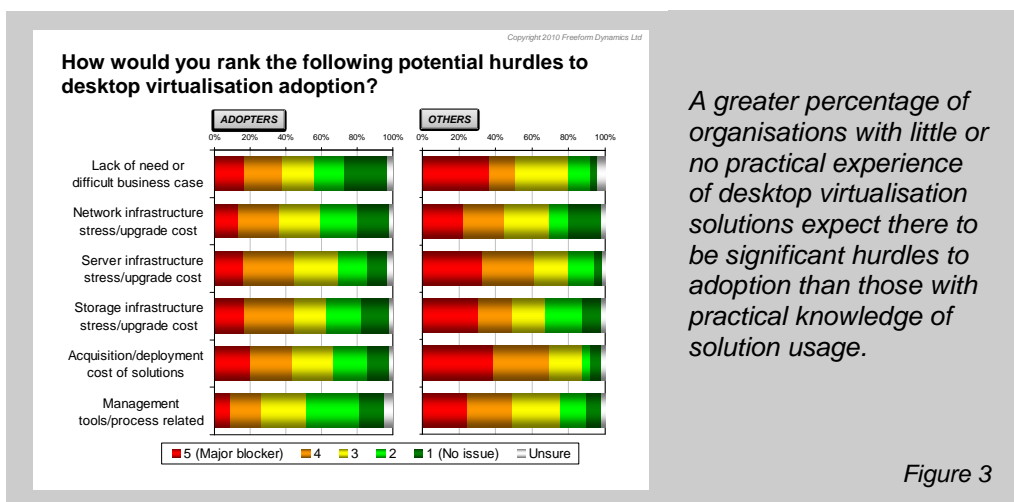 Copyright 2010 Freeform Dynamics Ltd
How would you rank the following potential hurdles to
desktop virtualisation adoption?
ADOPTERS
0% 20% 40% 60% 80% 100%
OTHERS
0% 20% 40% 60% 80% 100%
Lack of need or
difficult business case
Network infrastructure
stress/upgrade cost
Server infrastructure
stress/upgrade cost
Storage infrastructure
stress/upgrade cost
Acquisition/deployment
cost of solutions
Management
tools/process related
5 (Major blocker) 4 3 2 1 (No issue) Unsure
A greater percentage of
organisations with little or
no practical experience
of desktop virtualisation
solutions expect there to
be significant hurdles to
adoption than those with
practical knowledge of
solution usage.
Figure 3